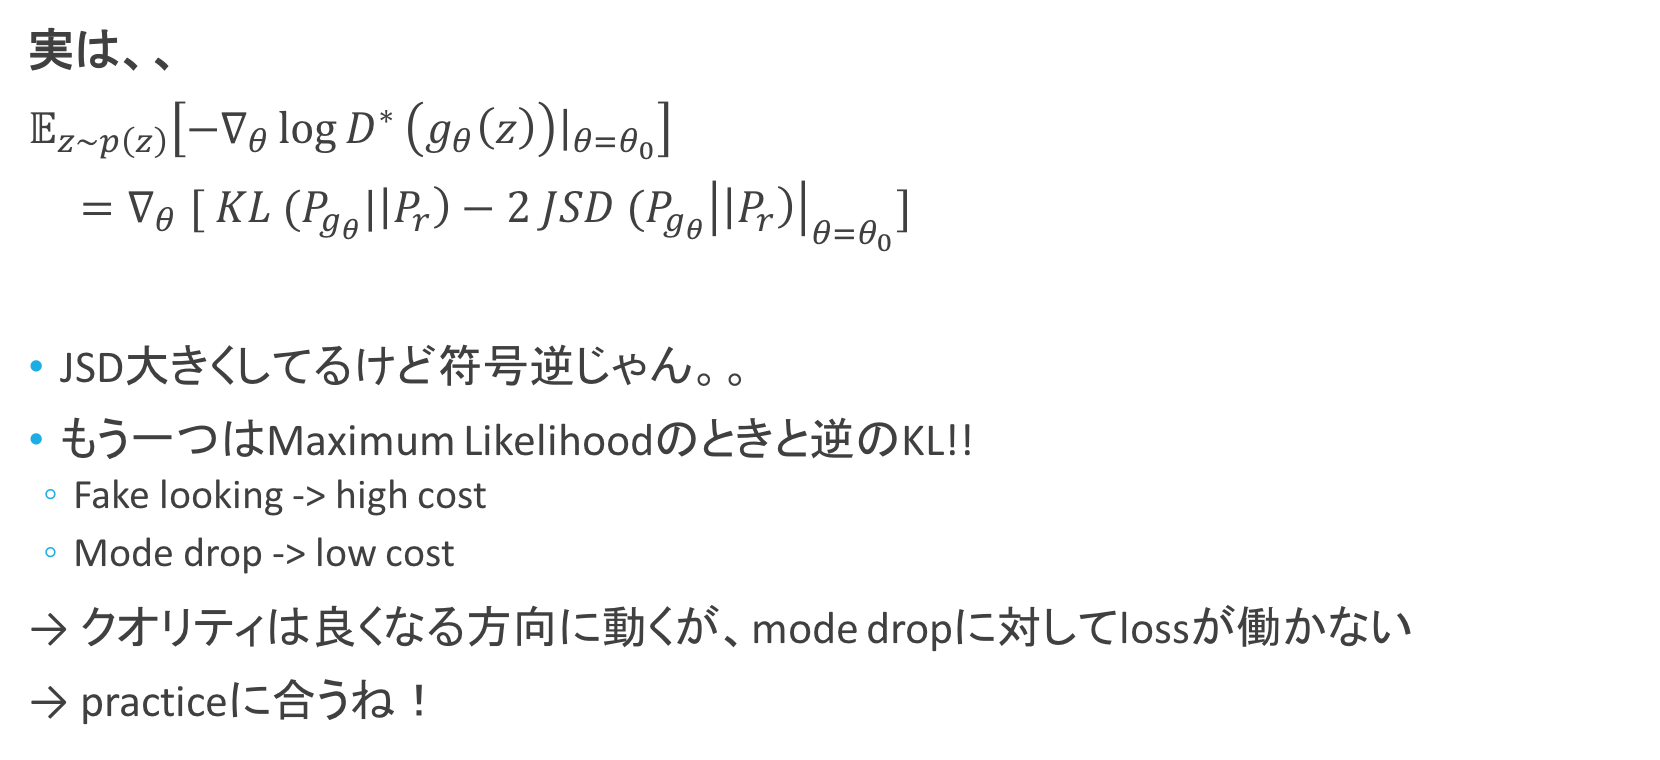 実は、、
𝔼_{z~p(z)}[−∇_θ log D* (g_θ(z))|_{θ=θ_0}]
= ∇_θ [ KL (P_{g_θ}||P_r) − 2 JSD (P_{g_θ}||P_r)|_{θ=θ_0}]
• JSD大きくしてるけど符号逆じゃん。。
• もう一つはMaximum Likelihoodのときと逆のKL!!
◦ Fake looking -> high cost
◦ Mode drop -> low cost
→ クオリティは良くなる方向に動くが、mode dropに対してlossが働かない
→ practiceに合うね！